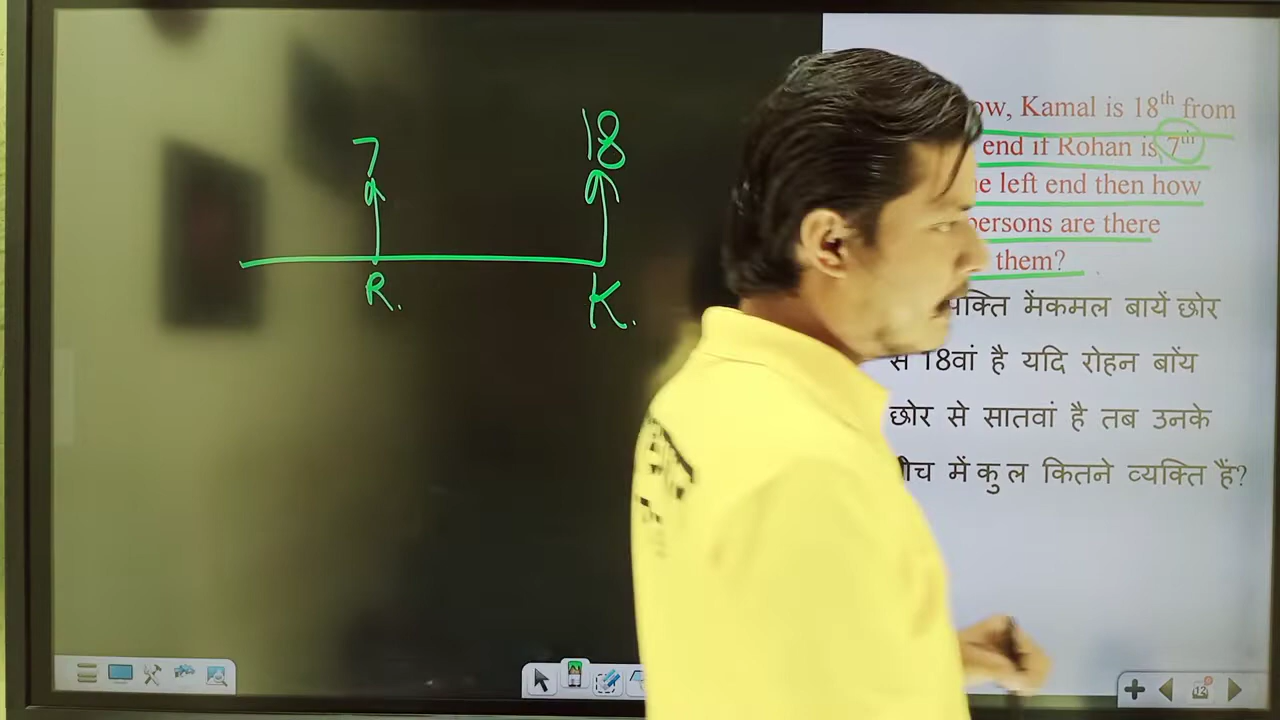 7
18
R.
K.
Kamal is 18th from
end if Rohan is 7th
left end then how
persons are there
them?
मेंकमल बायें छोर
18वां है यदि रोहन बांेय
छोर से सातवां है तब उनके
में कु ल कितने व्यक्ति हैं?
12